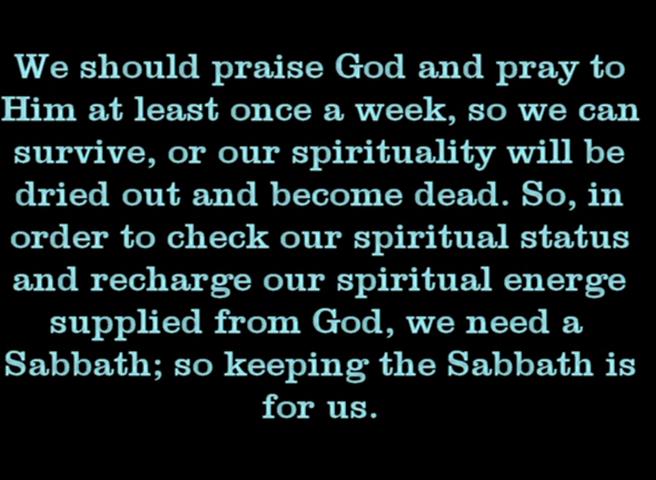 We should praise God and pray to
Him at least once a week, so we can
survive, or our spirituality will be
dried out and become dead. So, in
order to check our spiritual status
and recharge our spiritual energe
supplied from God, we need a
Sabbath; so keeping the Sabbath is
for us.